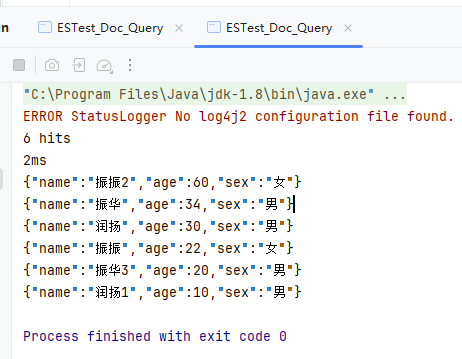 ESTest_Doc_Query × ESTest_Doc_Query ×
"C:\Program Files\Java\jdk-1.8\bin\java.exe" ...
ERROR StatusLogger No log4j2 configuration file found.
6 hits
2ms
{"name":"振振2","age":60,"sex":"女"}
{"name":"振华","age":34,"sex":"男"}
{"name":"润扬","age":30,"sex":"男"}
{"name":"振振","age":22,"sex":"女"}
{"name":"振华3","age":20,"sex":"男"}
{"name":"润扬1","age":10,"sex":"男"}
Process finished with exit code 0